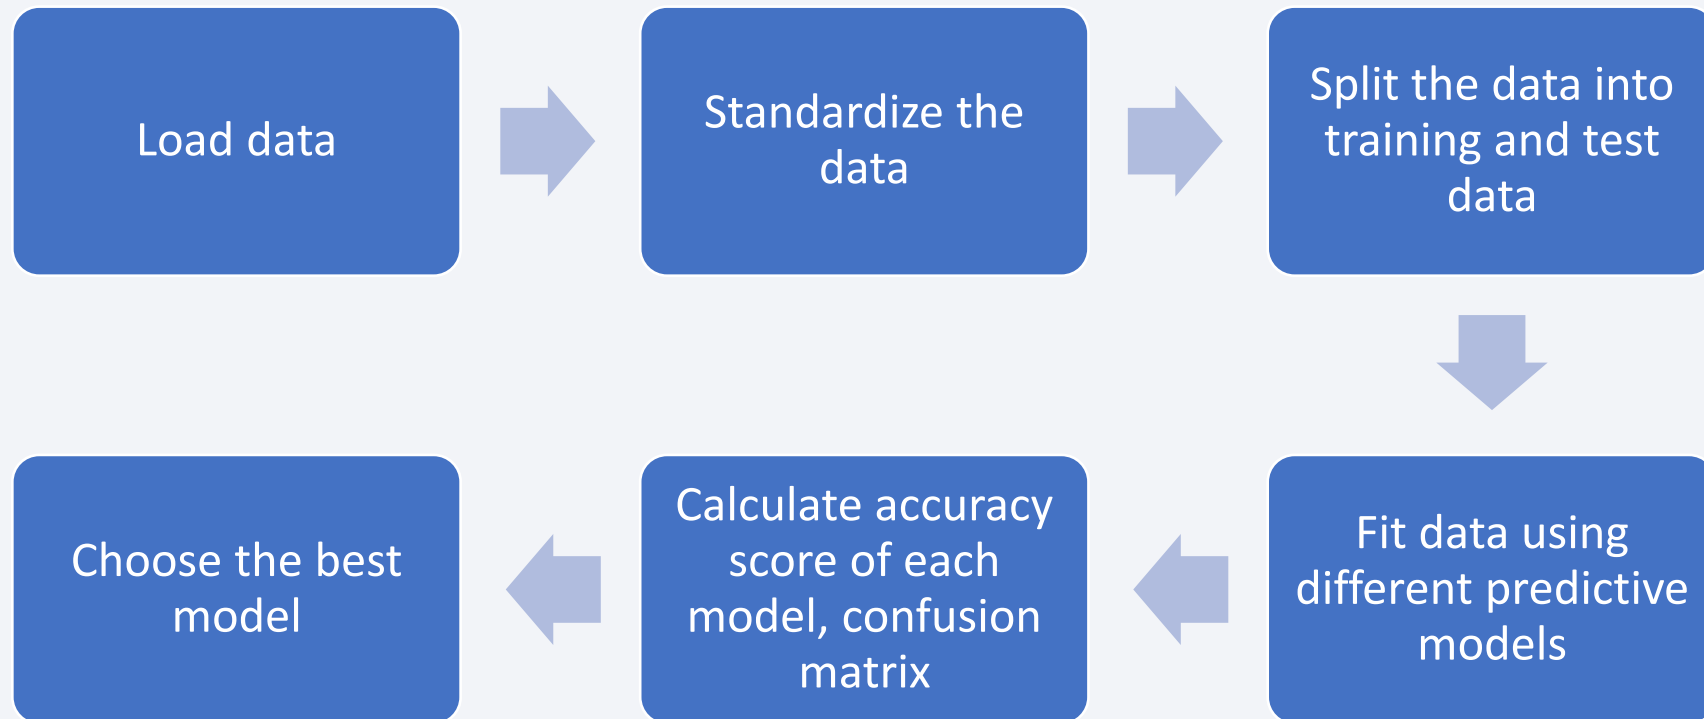 Load data
Standardize the
data
Split the data into
training and test
data
Fit data using
different predictive
models
Calculate accuracy
score of each
model, confusion
matrix
Choose the best
model